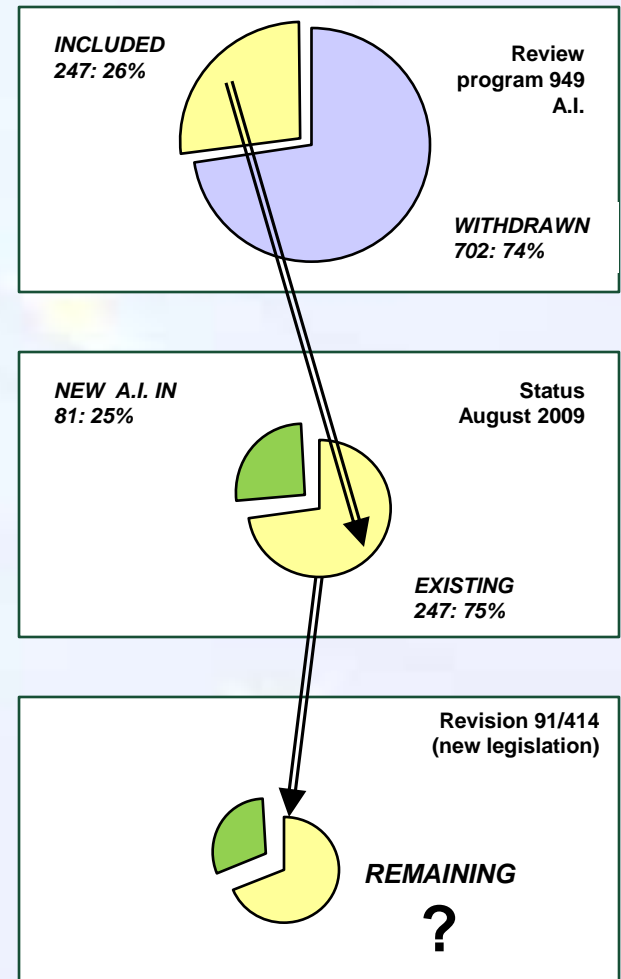 INCLUDED
247: 26%
Review
program 949
A.I.
WITHDRAWN
702: 74%
NEW A.I. IN
81: 25%
Status
August 2009
EXISTING
247: 75%
Revision 91/414
(new legislation)
REMAINING
?